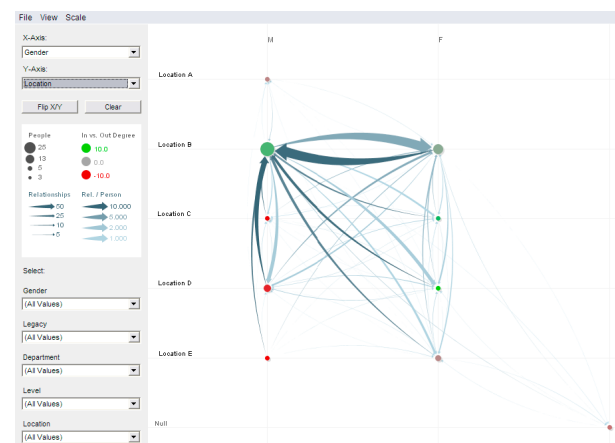 File View Scale
X-Axis:
Gender
Y-Axis:
Location
Flip X/Y Clear
People In vs. Out Degree
25 10.0
13 0.0
5
3 -10.0
Relationships Rel. / Person
50 10.000
25 5.000
10 2.000
5 1.000
Select:
Gender
(All Values)
Legacy
(All Values)
Department
(All Values)
Level
(All Values)
Location
(All Values)
M F
Location A
Location B
Location C
Location D
Location E
Null